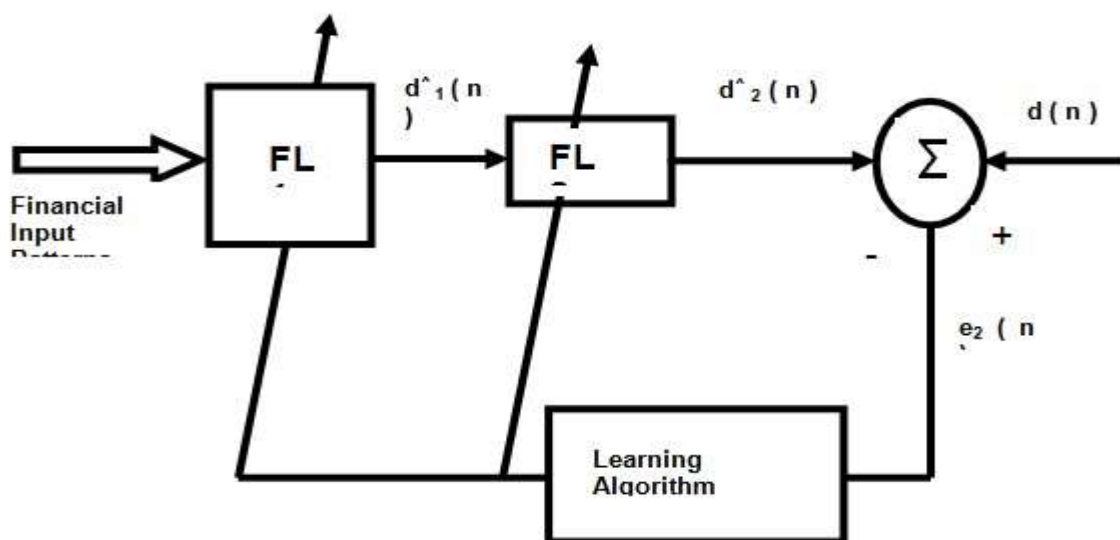 d^1(n
)
d^2(n)
d(n)
FL
FL
Σ
Financial
Input
+
-
e2(n
Learning
Algorithm